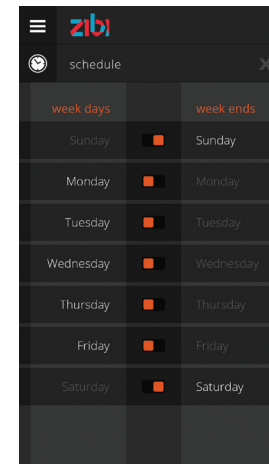 zibi
schedule
week days week ends
Sunday Sunday
Monday Monday
Tuesday Tuesday
Wednesday Wednesday
Thursday Thursday
Friday Friday
Saturday Saturday